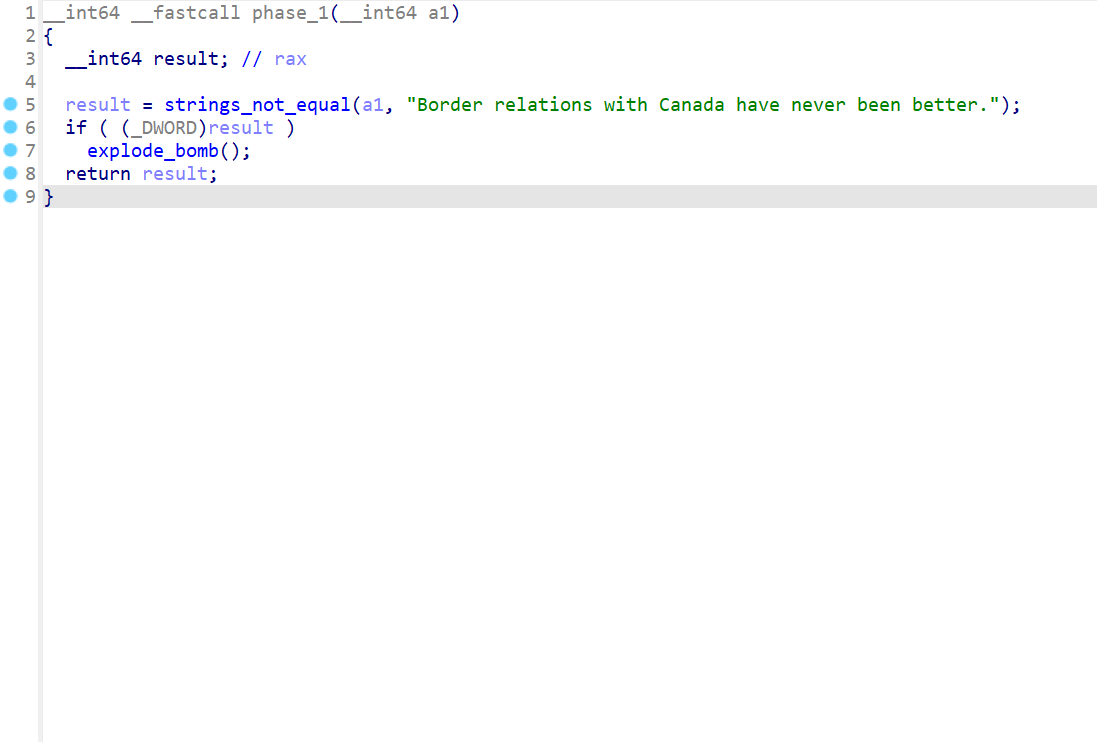 1 __int64 __fastcall phase_1(__int64 a1)
2 {
3   __int64 result; // rax
4
5   result = strings_not_equal(a1, "Border relations with Canada have never been better.");
6   if ( (_DWORD)result )
7     explode_bomb();
8   return result;
9 }